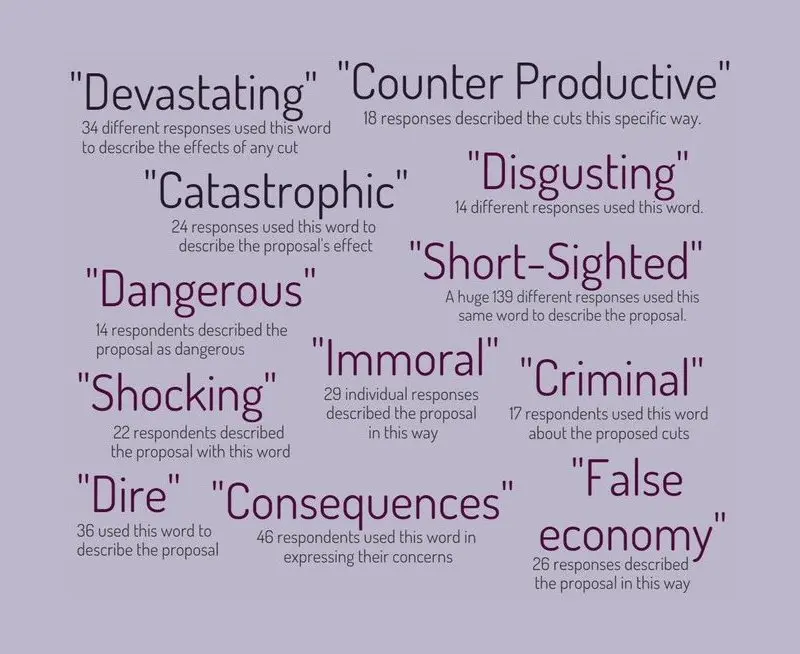 "Devastating"
34 different responses used this word
to describe the effects of any cut
"Counter Productive"
18 responses described the cuts this specific way.
"Catastrophic"
24 responses used this word to
describe the proposal's effect
"Disgusting"
14 different responses used this word.
"Dangerous"
14 respondents described the
proposal as dangerous
"Short-Sighted"
A huge 139 different responses used this
same word to describe the proposal.
"Shocking"
22 respondents described
the proposal with this word
"Immoral"
29 individual responses
described the proposal
in this way
"Criminal"
17 respondents used this word
about the proposed cuts
"Dire"
36 used this word to
describe the proposal
"Consequences"
46 respondents used this word in
expressing their concerns
"False
economy"
26 responses described
the proposal in this way